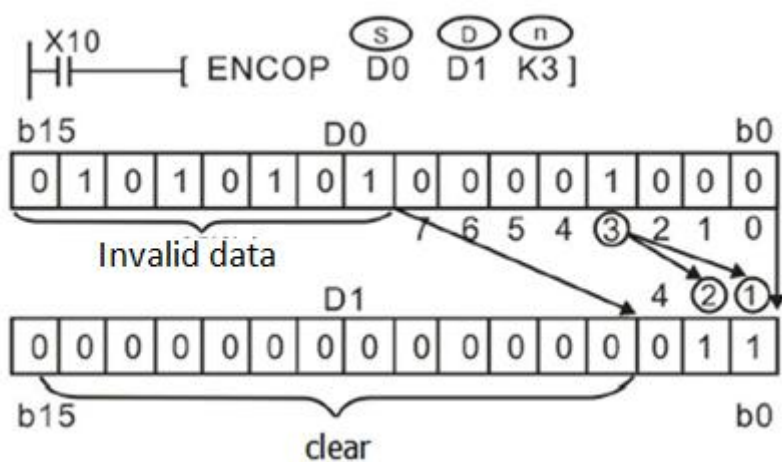 S D n
X10
[ ENCOP D0 D1 K3 ]
b15 D0 b0
0 1 0 1 0 1 0 1 0 0 0 0 1 0 0 0
7 6 5 4 3 2 1 0
Invalid data
D1 4 2 1
0 0 0 0 0 0 0 0 0 0 0 0 0 0 1 1
b15 b0
clear